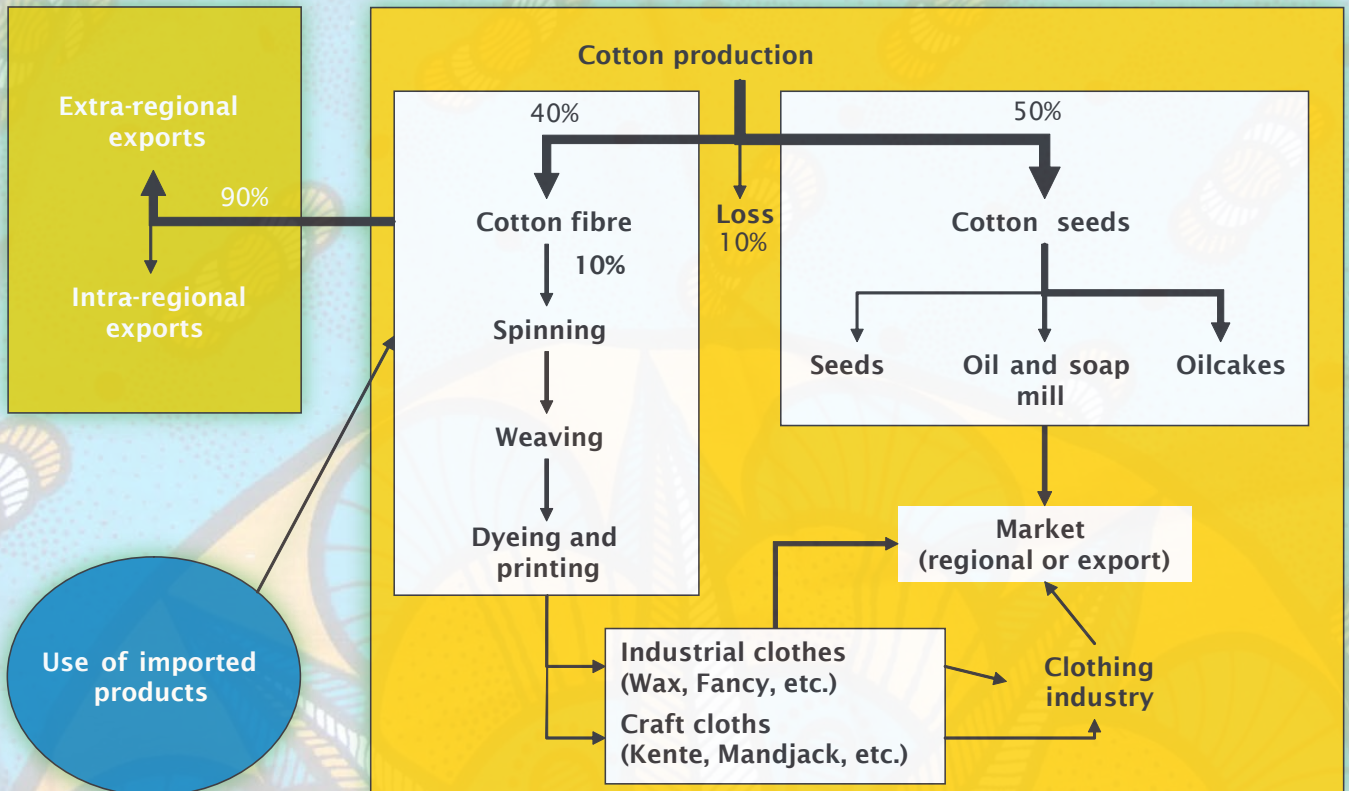 Cotton production
Extra-regional
exports
90%
Intra-regional
exports
40%
50%
Cotton fibre
10%
Spinning
Weaving
Dyeing and
printing
Loss
10%
Cotton seeds
Seeds
Oil and soap
mill
Oilcakes
Market
(regional or export)
Use of imported
products
Industrial clothes
(Wax, Fancy, etc.)
Craft cloths
(Kente, Mandjack, etc.)
Clothing
industry